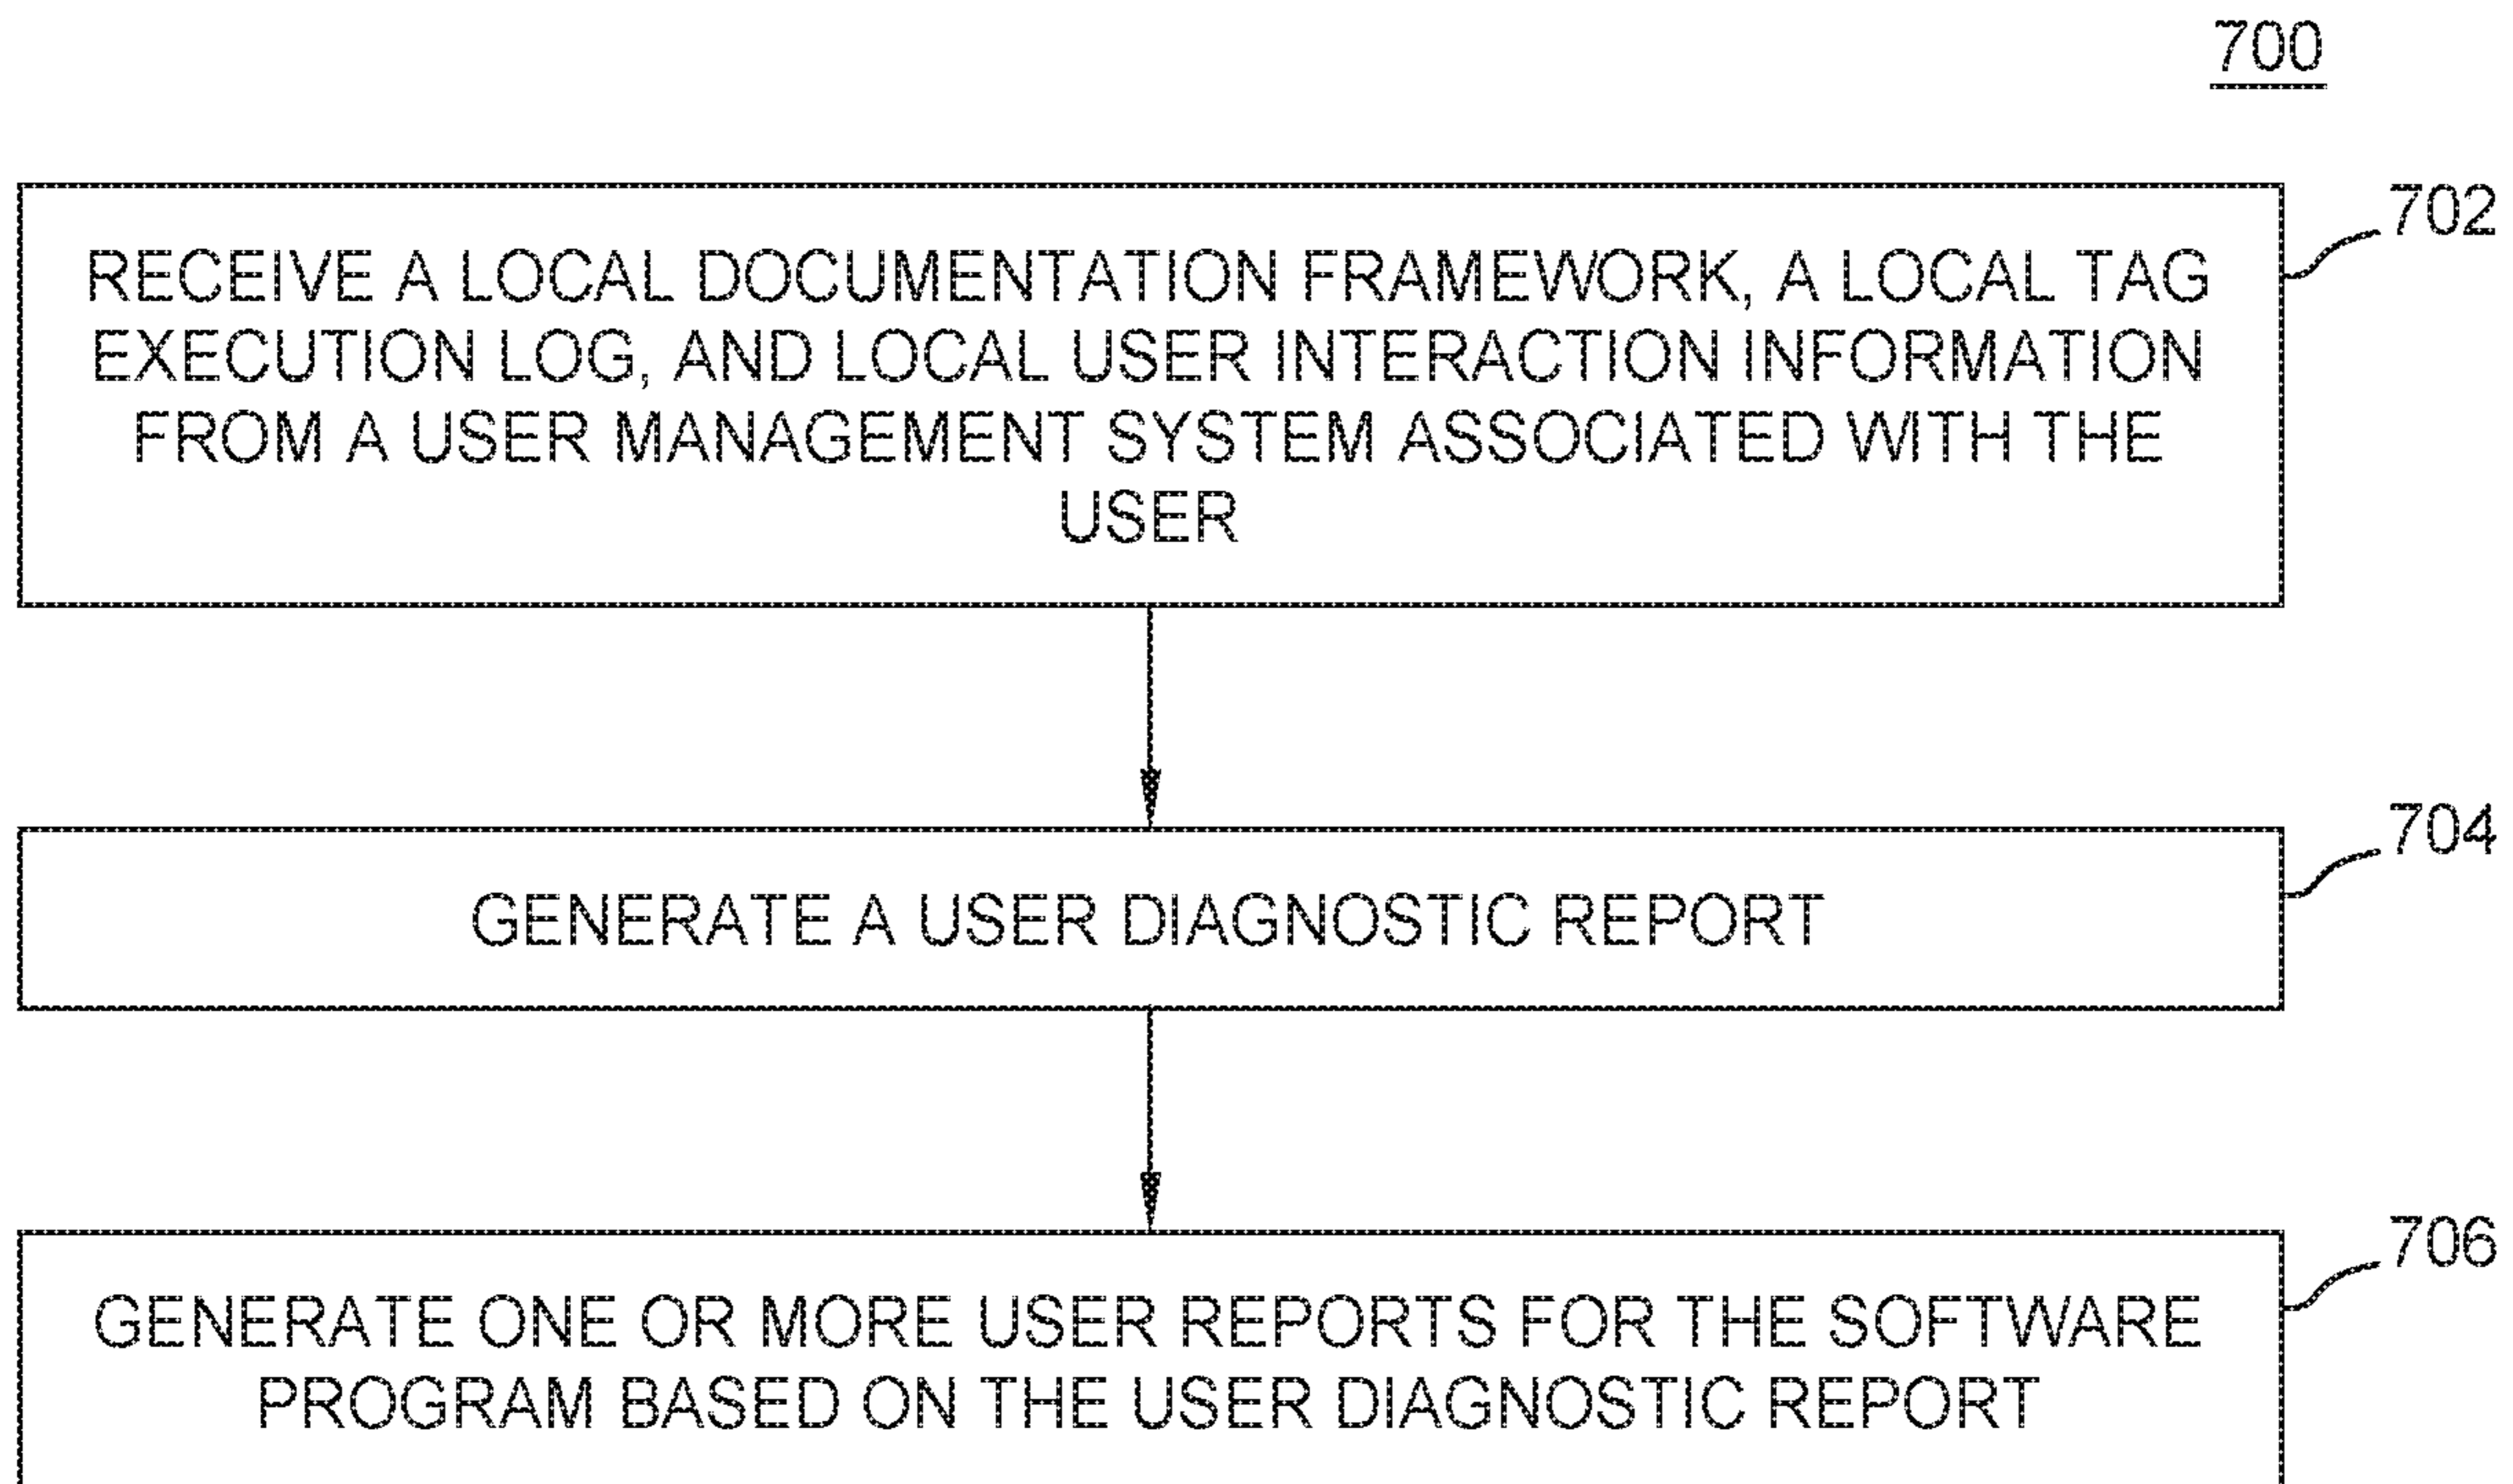 700
702
RECEIVE A LOCAL DOCUMENTATION FRAMEWORK, A LOCAL TAG
EXECUTION LOG, AND LOCAL USER INTERACTION INFORMATION
FROM A USER MANAGEMENT SYSTEM ASSOCIATED WITH THE
USER
704
GENERATE A USER DIAGNOSTIC REPORT
706
GENERATE ONE OR MORE USER REPORTS FOR THE SOFTWARE
PROGRAM BASED ON THE USER DIAGNOSTIC REPORT